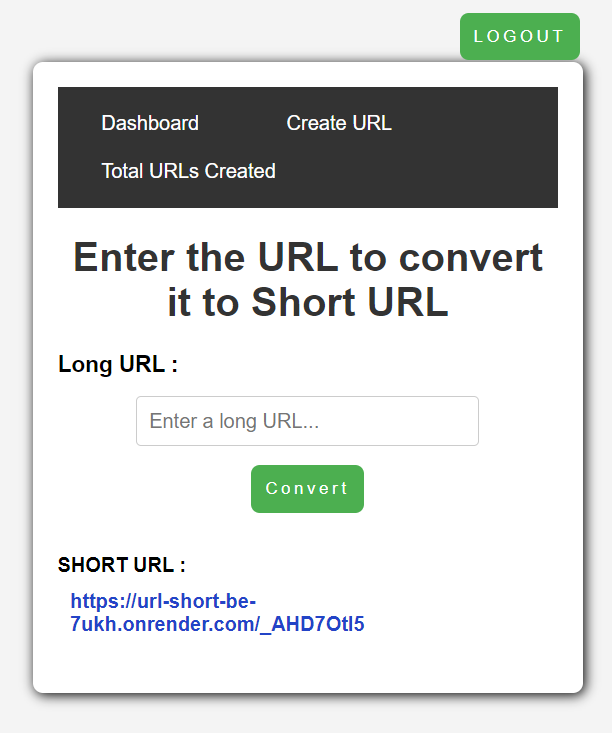 LOGOUT
Dashboard Create URL
Total URLs Created
Enter the URL to convert
it to Short URL
Long URL :
Enter a long URL...
Convert
SHORT URL :
https://url-short-be-
7ukh.onrender.com/_AHD7OtI5